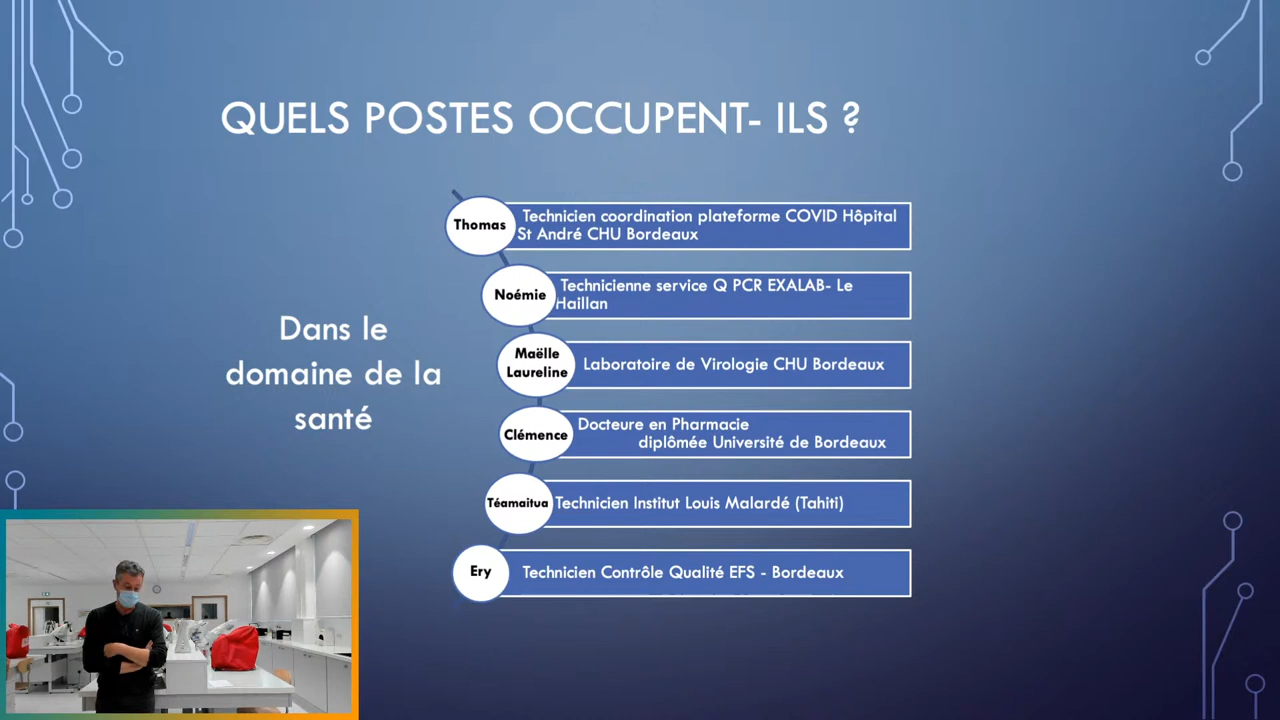 QUELS POSTES OCCUPENT- ILS ?
Dans le
domaine de la
santé
Thomas
Technicien coordination plateforme COVID Hôpital
St André CHU Bordeaux
Noémie
Technicienne service Q PCR EXALAB- Le
Haillan
Maëlle
Laureline
Laboratoire de Virologie CHU Bordeaux
Clémence
Docteure en Pharmacie
diplômée Université de Bordeaux
Téamaitua
Technicien Institut Louis Malardé (Tahiti)
Ery
Technicien Contrôle Qualité EFS - Bordeaux